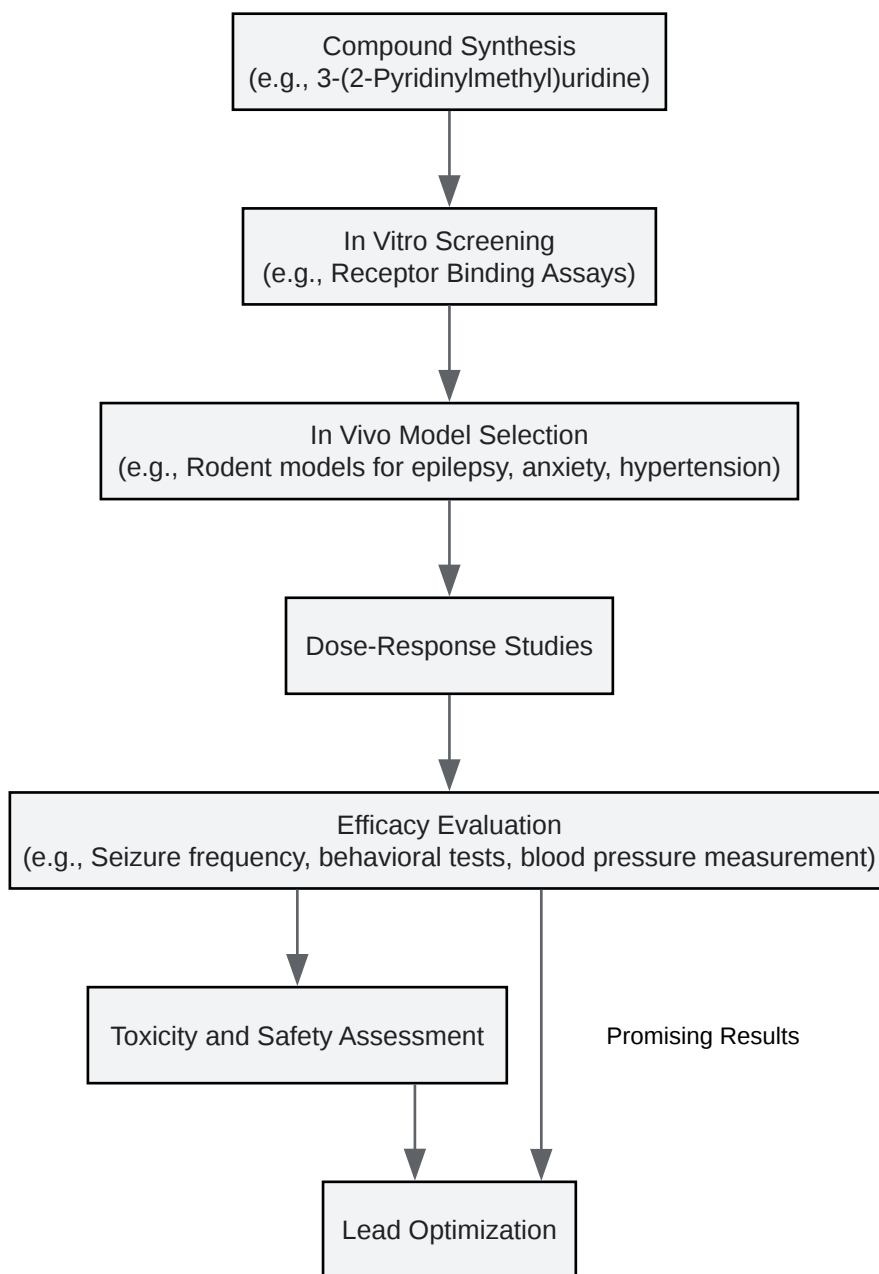 Compound Synthesis
(e.g., 3-(2-Pyridinylmethyl)uridine)
In Vitro Screening
(e.g., Receptor Binding Assays)
In Vivo Model Selection
(e.g., Rodent models for epilepsy, anxiety, hypertension)
Dose-Response Studies
Efficacy Evaluation
(e.g., Seizure frequency, behavioral tests, blood pressure measurement)
Toxicity and Safety Assessment
Promising Results
Lead Optimization